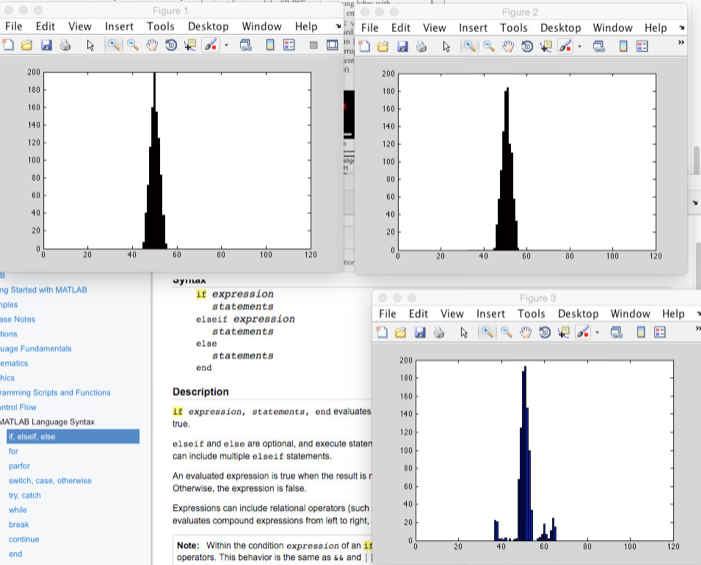 Figure 1
File Edit View Insert Tools Desktop Window Help
200
180
160
140
120
100
80
60
40
20
0
0 20 40 60 80 100 120
Figure 2
File Edit View Insert Tools Desktop Window Help
200
180
160
140
120
100
80
60
40
20
0
0 20 40 60 80 100 120
Figure 3
File Edit View Insert Tools Desktop Window Help
200
180
160
140
120
100
80
60
40
20
0
0 20 40 60 80 100 120
ng Started with MATLAB
mples
ase Notes
tions
uage Fundamentals
ematics
hics
ramming Scripts and Functions
ontrol Flow
MATLAB Language Syntax
if, elseif, else
for
parfor
switch, case, otherwise
try, catch
while
break
continue
end
Syntax
if expression
statements
elseif expression
statements
else
statements
end
Description
if expression, statements, end evaluates
true.
elseif and else are optional, and execute staten
can include multiple elseif statements.
An evaluated expression is true when the result is r
Otherwise, the expression is false.
Expressions can include relational operators (such
evaluates compound expressions from left to right,
Note: Within the condition expression of an if
operators. This behavior is the same as && and ||